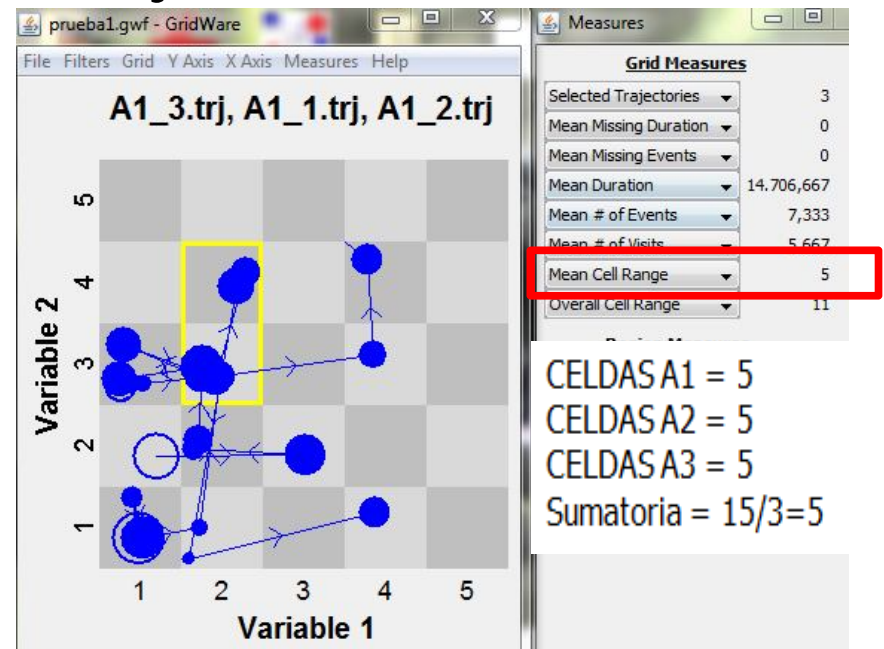 prueba1.gwf - GridWare
File Filters Grid Y Axis X Axis Measures Help
A1_3.trj, A1_1.trj, A1_2.trj
5
4
3
2
1
Variable 2
1 2 3 4 5
Variable 1
Measures
Grid Measures
Selected Trajectories 3
Mean Missing Duration 0
Mean Missing Events 0
Mean Duration 14.706,667
Mean # of Events 7,333
Mean # of Visits 5,667
Mean Cell Range 5
Overall Cell Range 11
CELDAS A1 = 5
CELDAS A2 = 5
CELDAS A3 = 5
Sumatoria = 15/3=5